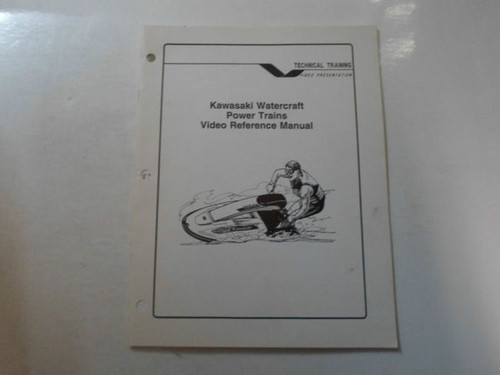 TECHNICAL TRAINING
VIDEO PRESENTATION
Kawasaki Watercraft
Power Trains
Video Reference Manual